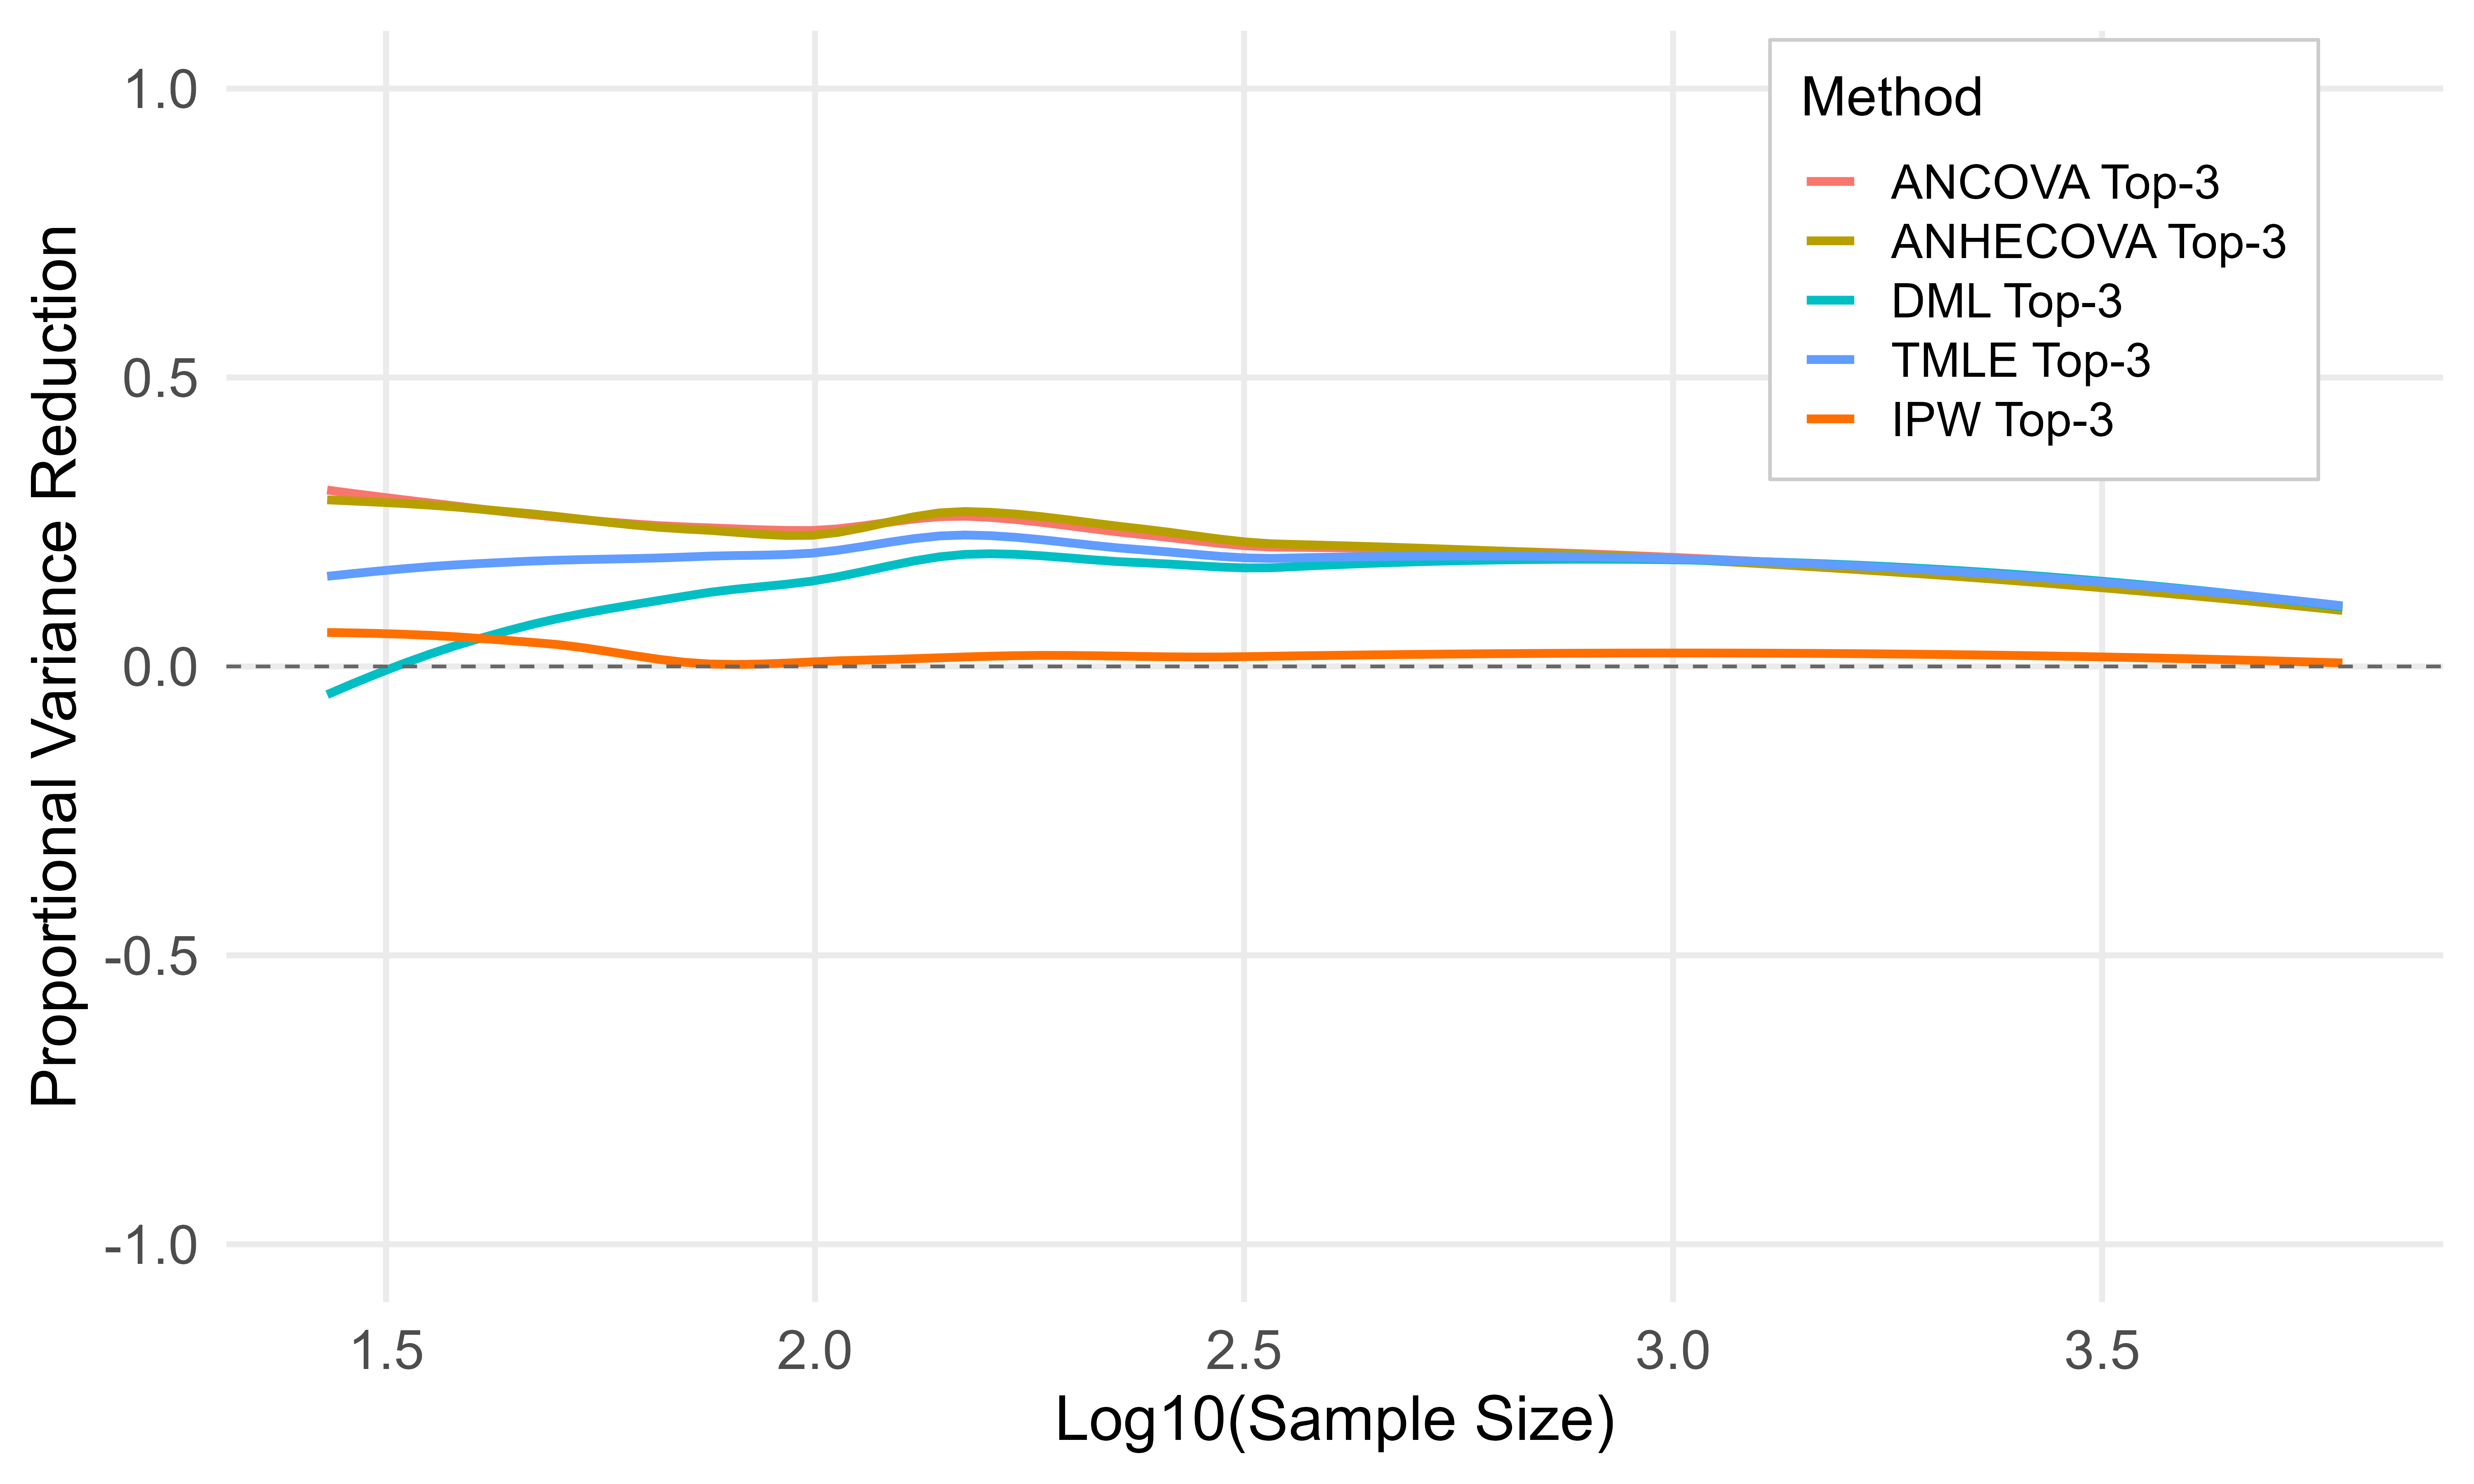 Proportional Variance Reduction
1.0
0.5
0.0
-0.5
-1.0
Method
ANCOVA Top-3
ANHECOVA Top-3
DML Top-3
TMLE Top-3
IPW Top-3
1.5
2.0
2.5
3.0
3.5
Log10(Sample Size)